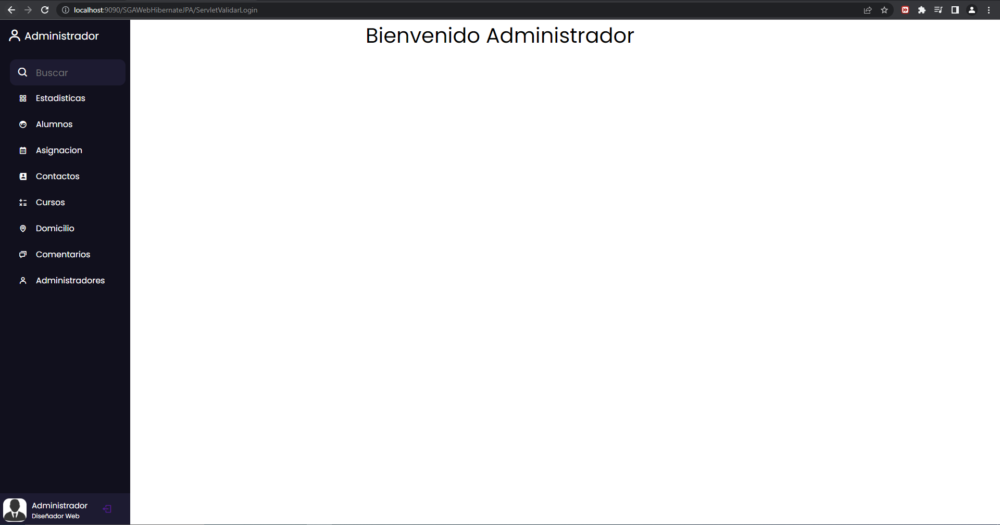 localhost:9090/SGAWebHibernateJPA/ServletValidarLogin
Administrador
Bienvenido Administrador
Buscar
Estadisticas
Alumnos
Asignacion
Contactos
Cursos
Domicilio
Comentarios
Administradores
Administrador
Diseñador Web